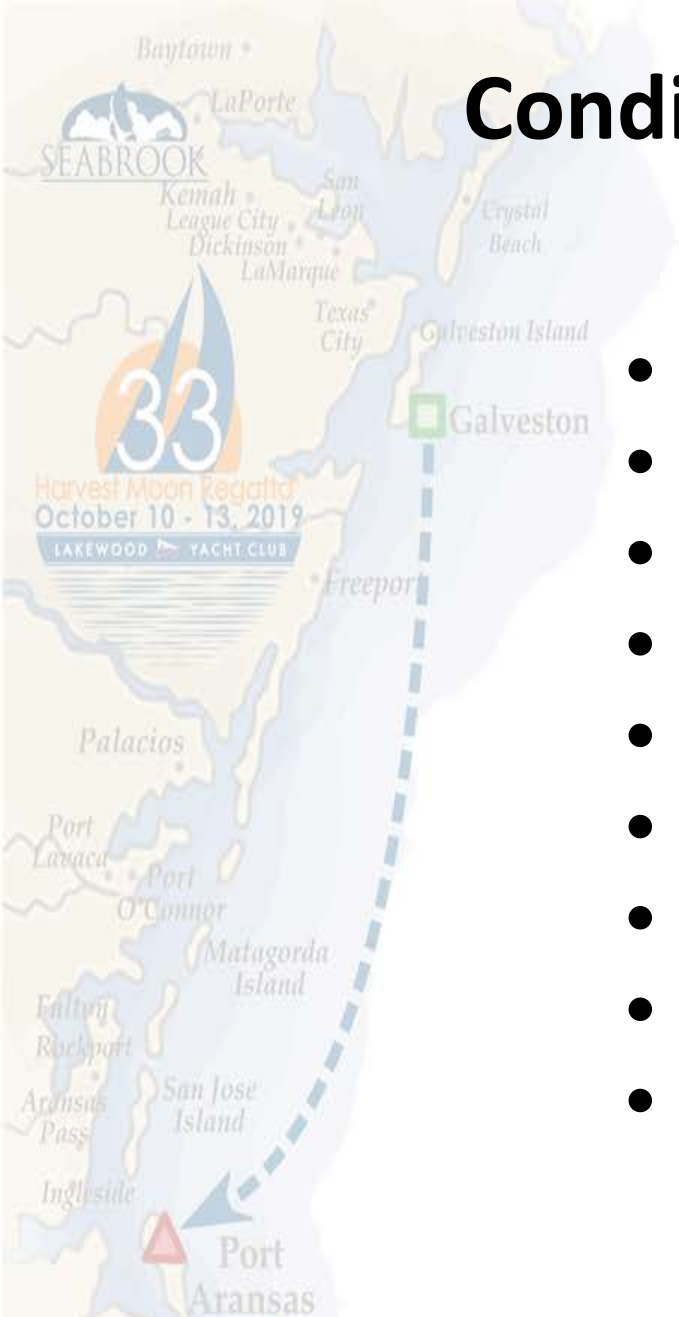 Condi
Baytown
LaPorte
SEABROOK
Kemah
San
Leon
League City
Crystal
Beach
Dickinson
LaMarque
Texas
City
Galveston Island
33
Galveston
Harvest Moon Regatta
October 10 - 13, 2019
LAKEWOOD YACHT CLUB
Freepor
Palacios
Port
Lavaca
Port
O'Connor
Matagorda
Island
Fulton
Rockport
San Jose
Island
Aransas
Pass
Ingleside
Port
Aransas